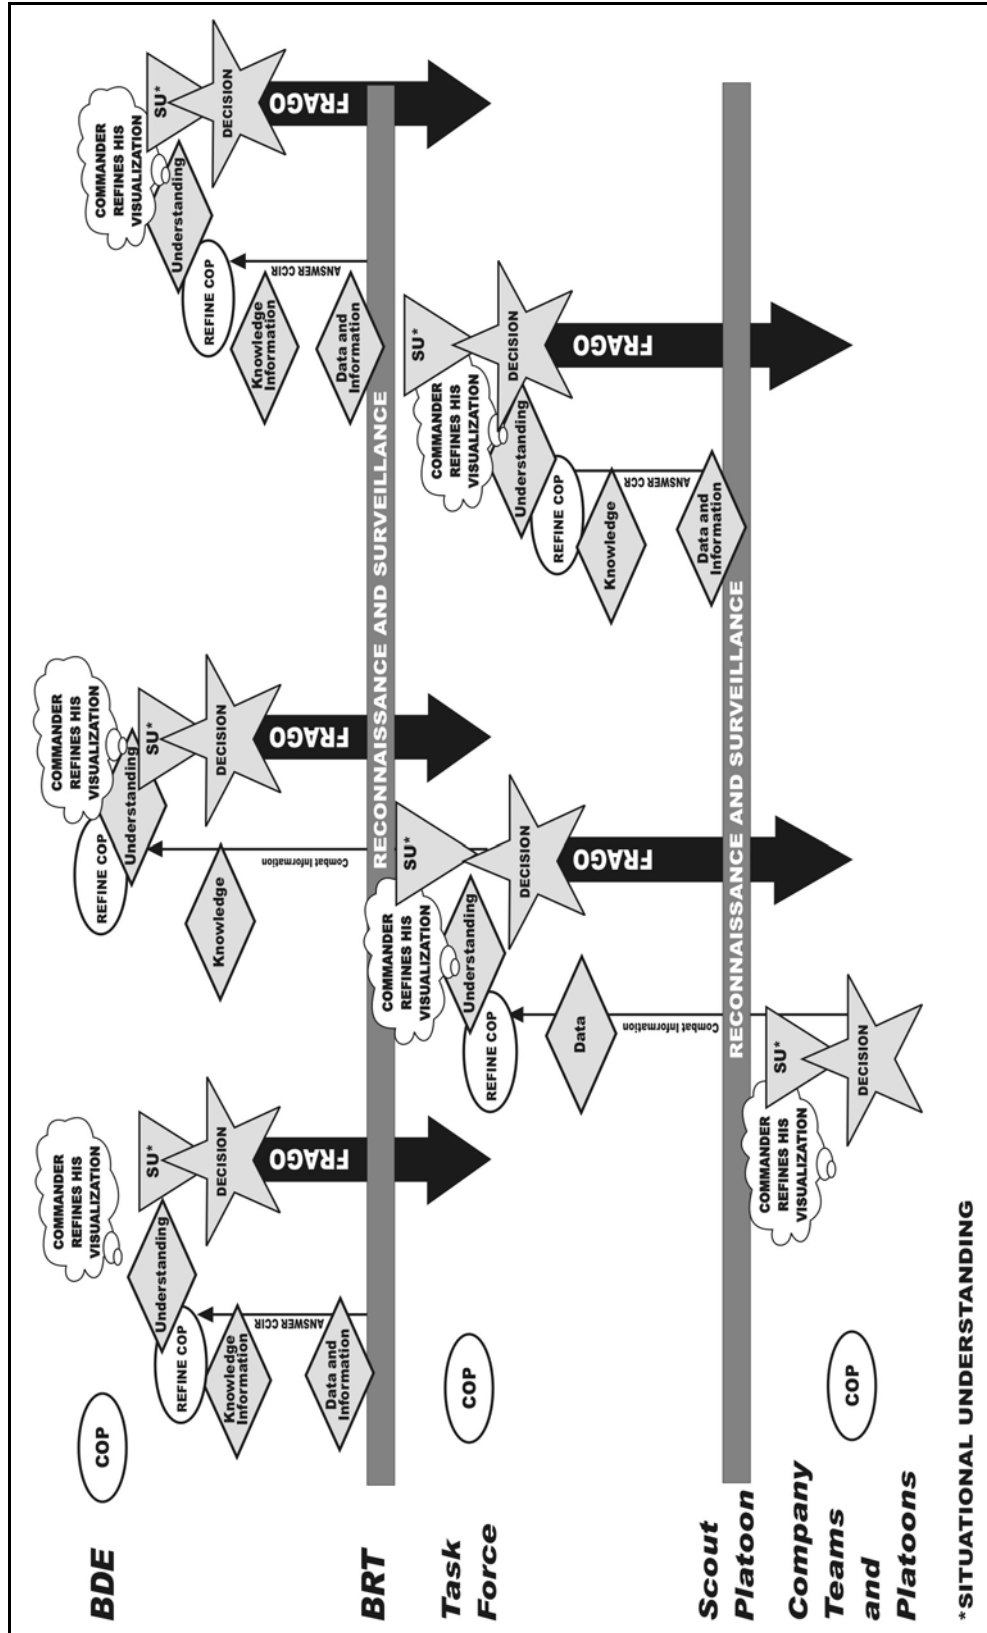 BDE
COP
Data and
Information
Knowledge
Information
ANSWER CCIR
REFINE COP
Understanding
COMMANDER
REFINES HIS
VISUALIZATION
SU*
DECISION
FRAGO
Knowledge
Combat Information
REFINE COP
Understanding
COMMANDER
REFINES HIS
VISUALIZATION
SU*
DECISION
FRAGO
Data and
Information
Knowledge
Information
ANSWER CCIR
REFINE COP
Understanding
COMMANDER
REFINES HIS
VISUALIZATION
SU*
DECISION
FRAGO
BRT
RECONNAISSANCE AND SURVEILLANCE
Task
Force
COP
Data
Combat Information
REFINE COP
Understanding
COMMANDER
REFINES HIS
VISUALIZATION
SU*
DECISION
FRAGO
Data and
Information
Knowledge
ANSWER CCR
REFINE COP
Understanding
COMMANDER
REFINES HIS
VISUALIZATION
SU*
DECISION
FRAGO
Scout
Platoon
RECONNAISSANCE AND SURVEILLANCE
Company
Teams
and
Platoons
COP
COMMANDER
REFINES HIS
VISUALIZATION
SU*
DECISION
*SITUATIONAL UNDERSTANDING